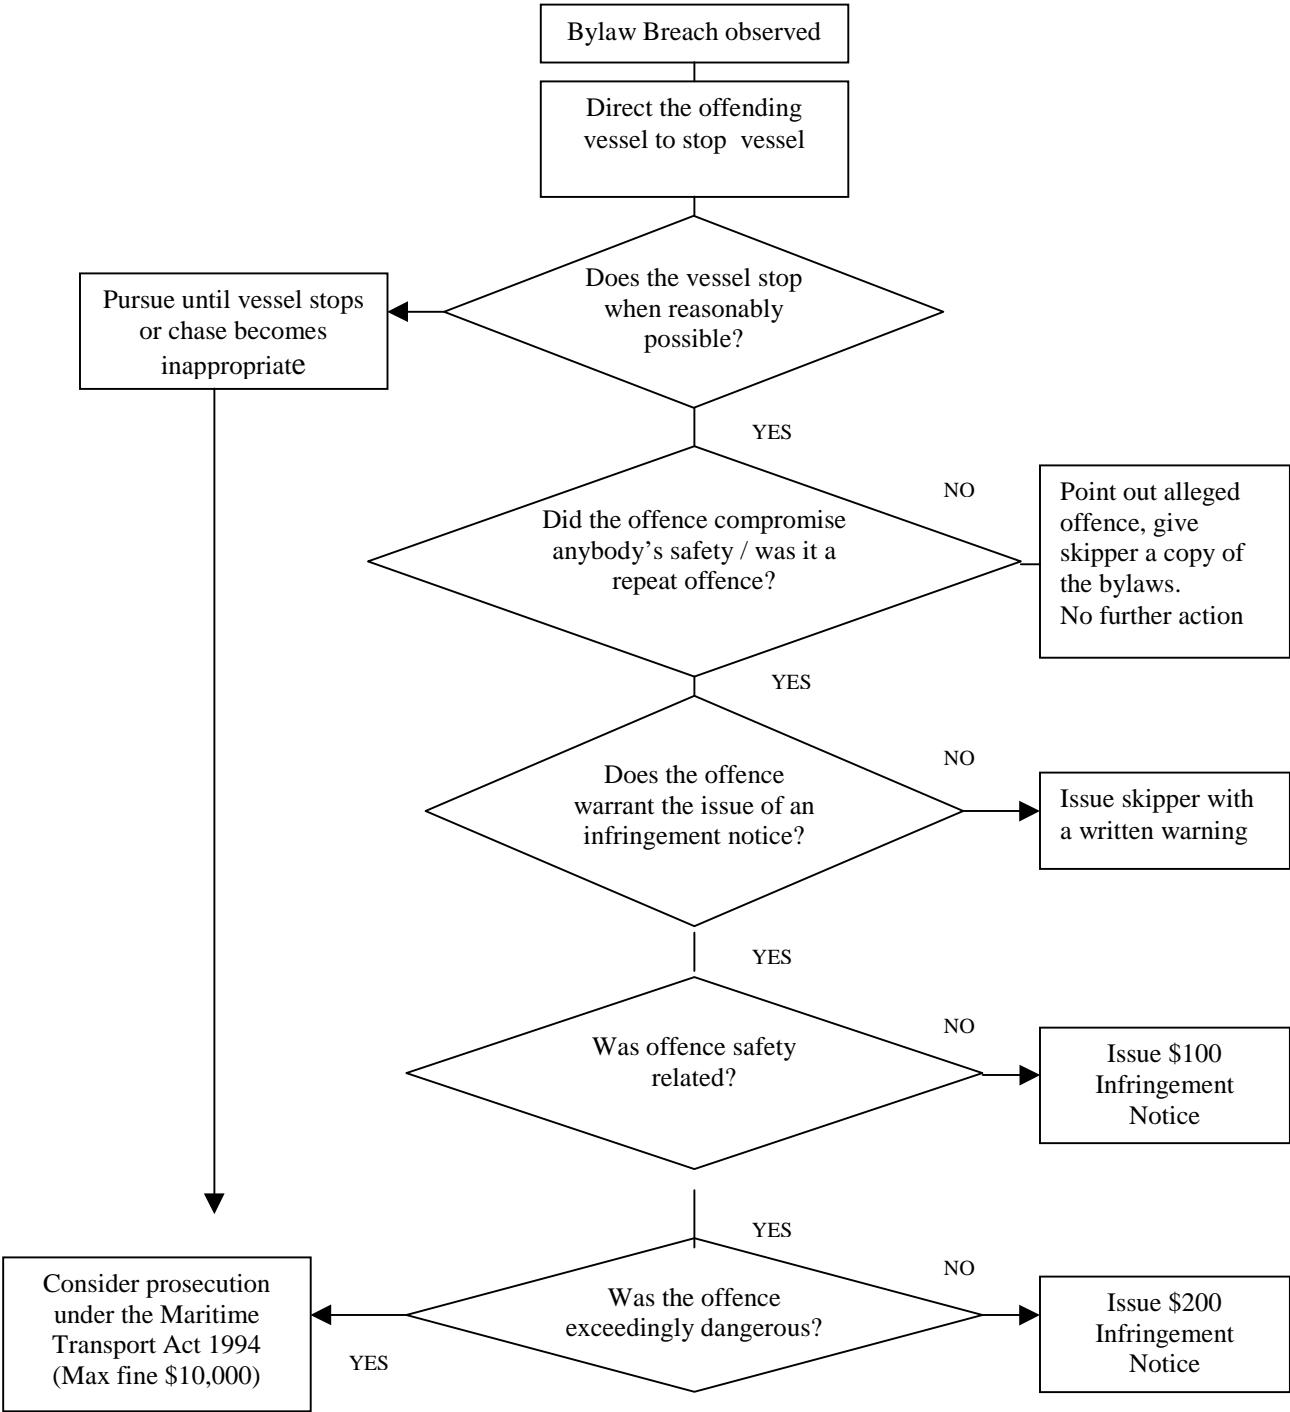 Bylaw Breach observed
Direct the offending
vessel to stop vessel
Does the vessel stop
when reasonably
possible?
Pursue until vessel stops
or chase becomes
inappropriate
YES
Did the offence compromise
anybody’s safety / was it a
repeat offence?
NO
Point out alleged
offence, give
skipper a copy of
the bylaws.
No further action
YES
Does the offence
warrant the issue of an
infringement notice?
NO
Issue skipper with
a written warning
YES
Was offence safety
related?
NO
Issue $100
Infringement
Notice
YES
Was the offence
exceedingly dangerous?
NO
Issue $200
Infringement
Notice
YES
Consider prosecution
under the Maritime
Transport Act 1994
(Max fine $10,000)